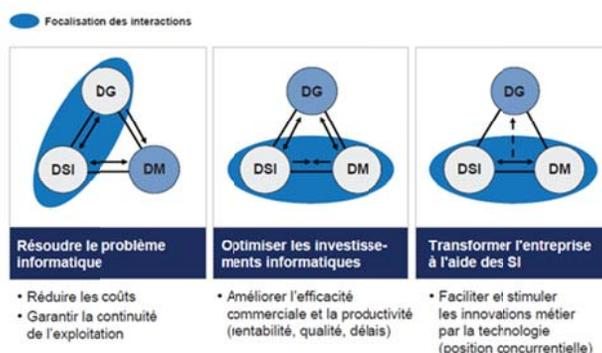 Focalisation des interactions
DG
DSI
DM
Résoudre le problème
informatique
• Réduire les coûts
• Garantir la continuité
de l'exploitation
DG
DSI
DM
Optimiser les investisse-
ments informatiques
• Améliorer l'efficacité
commerciale et la productivité
(rentabilité, qualité, délais)
DG
DSI
DM
Transformer l'entreprise
à l'aide des SI
• Faciliter et stimuler
les innovations métier
par la technologie
(position concurrentielle)